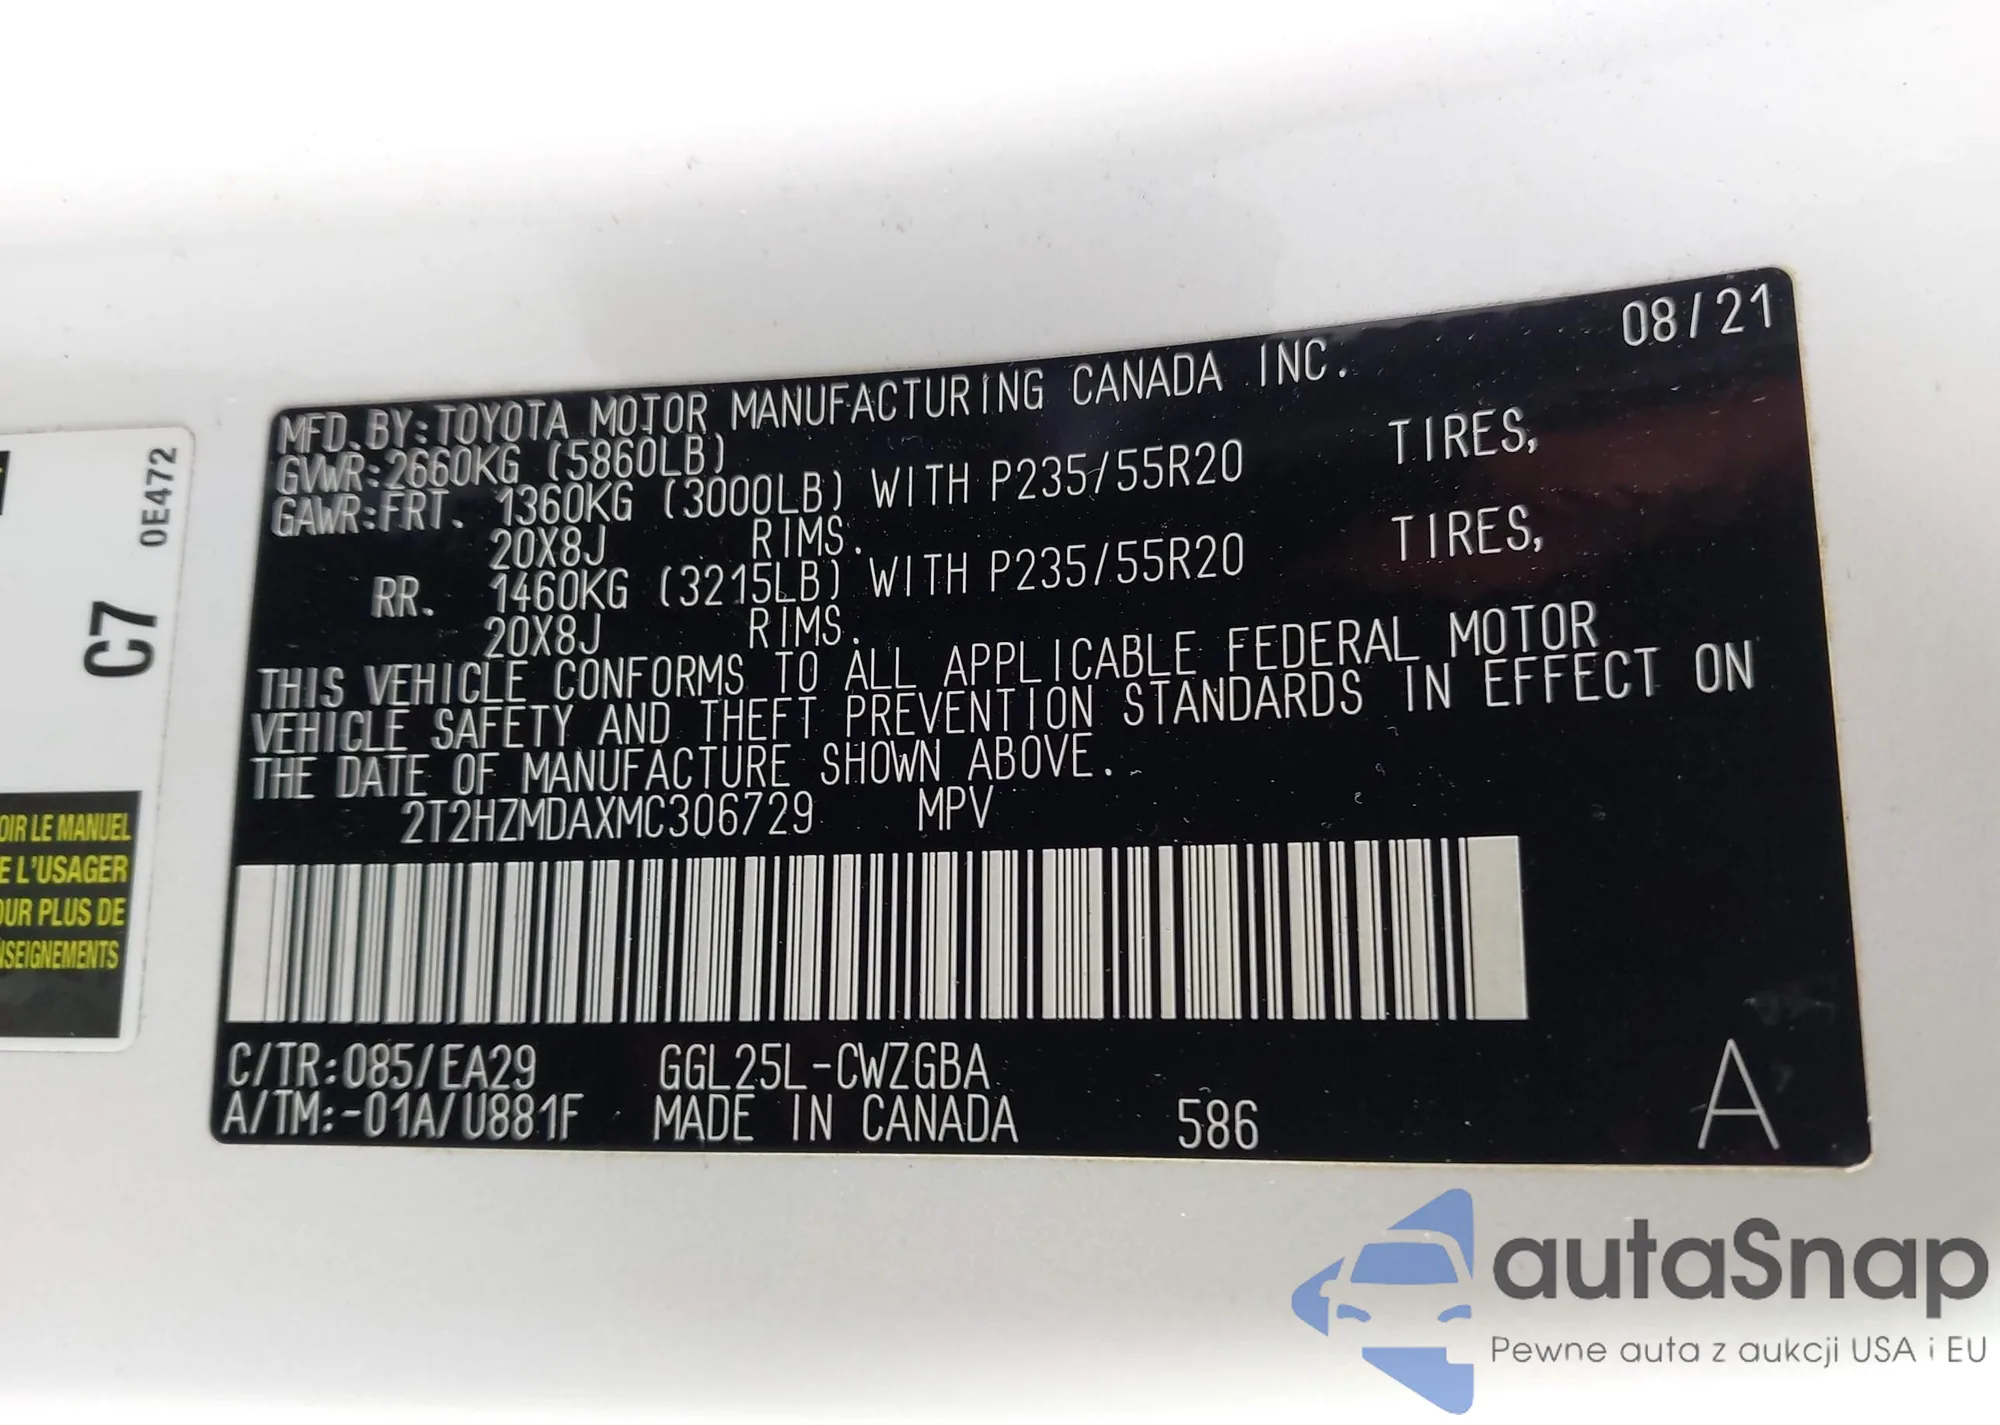 08/21
MFD. BY: TOYOTA MOTOR MANUFACTURING CANADA INC.
GVWR: 2660KG (5860LB)
GAWR: FRT. 1360KG (3000LB) WITH P235/55R20 TIRES,
20X8J RIMS.
RR. 1460KG (3215LB) WITH P235/55R20 TIRES,
20X8J RIMS.
THIS VEHICLE CONFORMS TO ALL APPLICABLE FEDERAL MOTOR
VEHICLE SAFETY AND THEFT PREVENTION STANDARDS IN EFFECT ON
THE DATE OF MANUFACTURE SHOWN ABOVE.
2T2HZMDAXMC306729 MPV
C/TR: 085/EA29 GGL25L-CWZGBA
A/TM: -01A/U881F MADE IN CANADA 586
A
0E472
C7
OIR LE MANUEL
E L'USAGER
OUR PLUS DE
NSEIGNEMENTS
autaSnap
Pewne auta z aukcji USA i EU